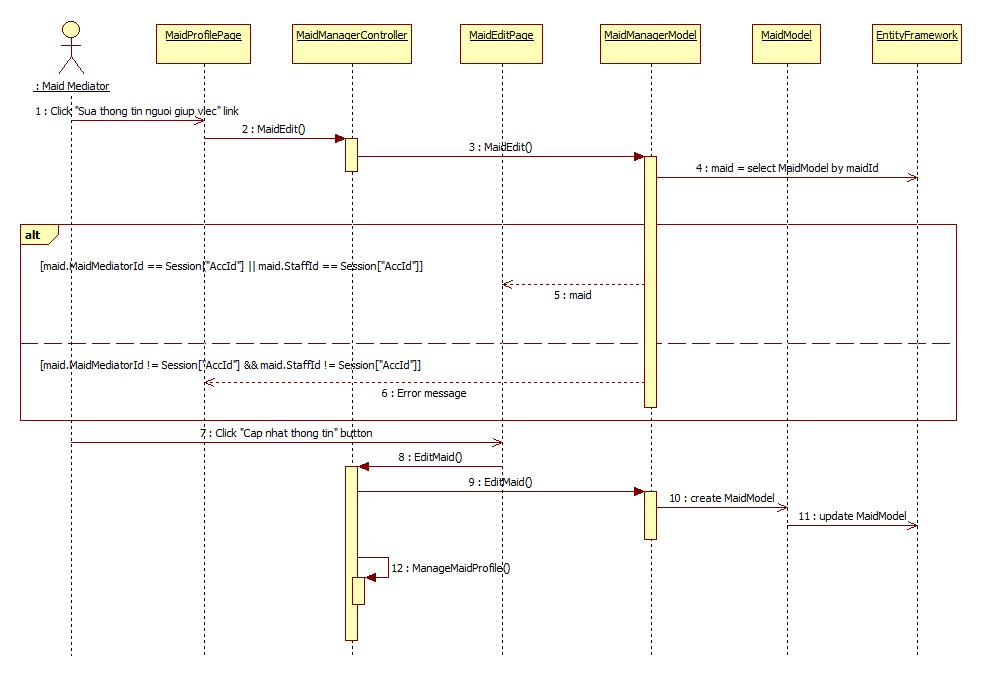 MaidProfilePage
MaidManagerController
MaidEditPage
MaidManagerModel
MaidModel
EntityFramework
: Maid Mediator
1 : Click "Sua thong tin nguoi giup viec" link
2 : MaidEdit()
3 : MaidEdit()
4 : maid = select MaidModel by maidId
alt
[maid.MaidMediatorId == Session["AccId"] || maid.StaffId == Session["AccId"]]
5 : maid
[maid.MaidMediatorId != Session["AccId"] && maid.StaffId != Session["AccId"]]
6 : Error message
7 : Click "Cap nhat thong tin" button
8 : EditMaid()
9 : EditMaid()
10 : create MaidModel
11 : update MaidModel
12 : ManageMaidProfile()